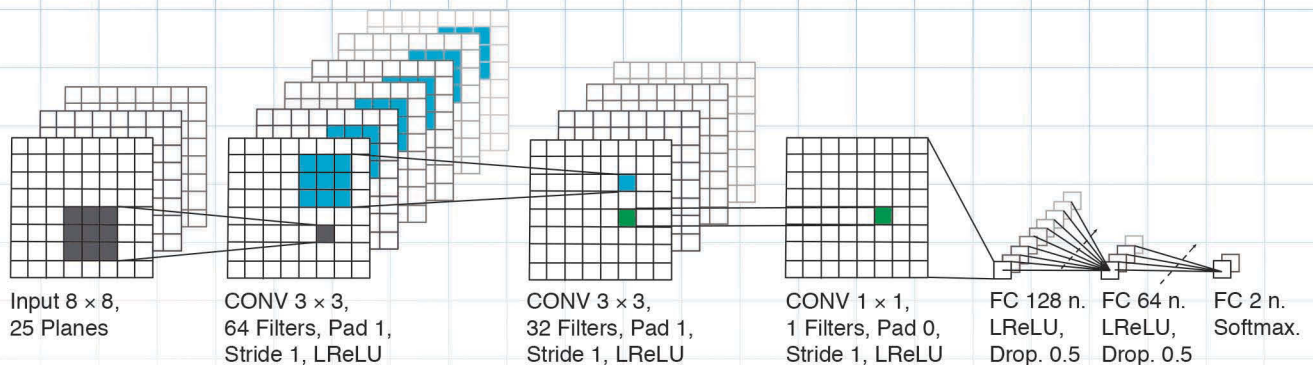 Input 8 × 8,
25 Planes
CONV 3 × 3,
64 Filters, Pad 1,
Stride 1, LReLU
CONV 3 × 3,
32 Filters, Pad 1,
Stride 1, LReLU
CONV 1 × 1,
1 Filters, Pad 0,
Stride 1, LReLU
FC 128 n.
LReLU,
Drop. 0.5
FC 64 n.
LReLU,
Drop. 0.5
FC 2 n.
Softmax.